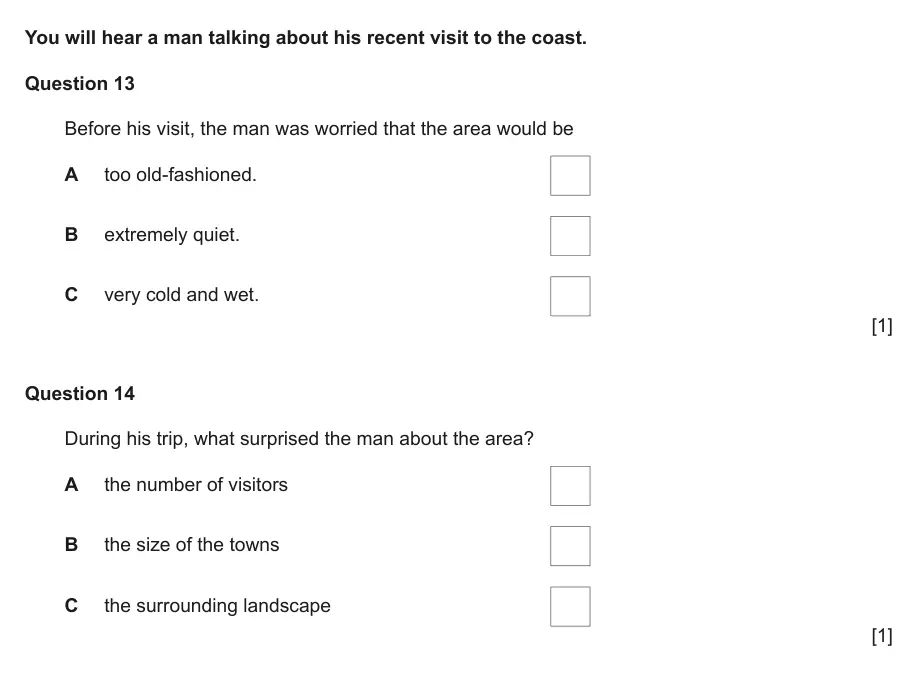 You will hear a man talking about his recent visit to the coast.
Question 13
Before his visit, the man was worried that the area would be
A too old-fashioned.
B extremely quiet.
C very cold and wet.
[1]
Question 14
During his trip, what surprised the man about the area?
A the number of visitors
B the size of the towns
C the surrounding landscape
[1]